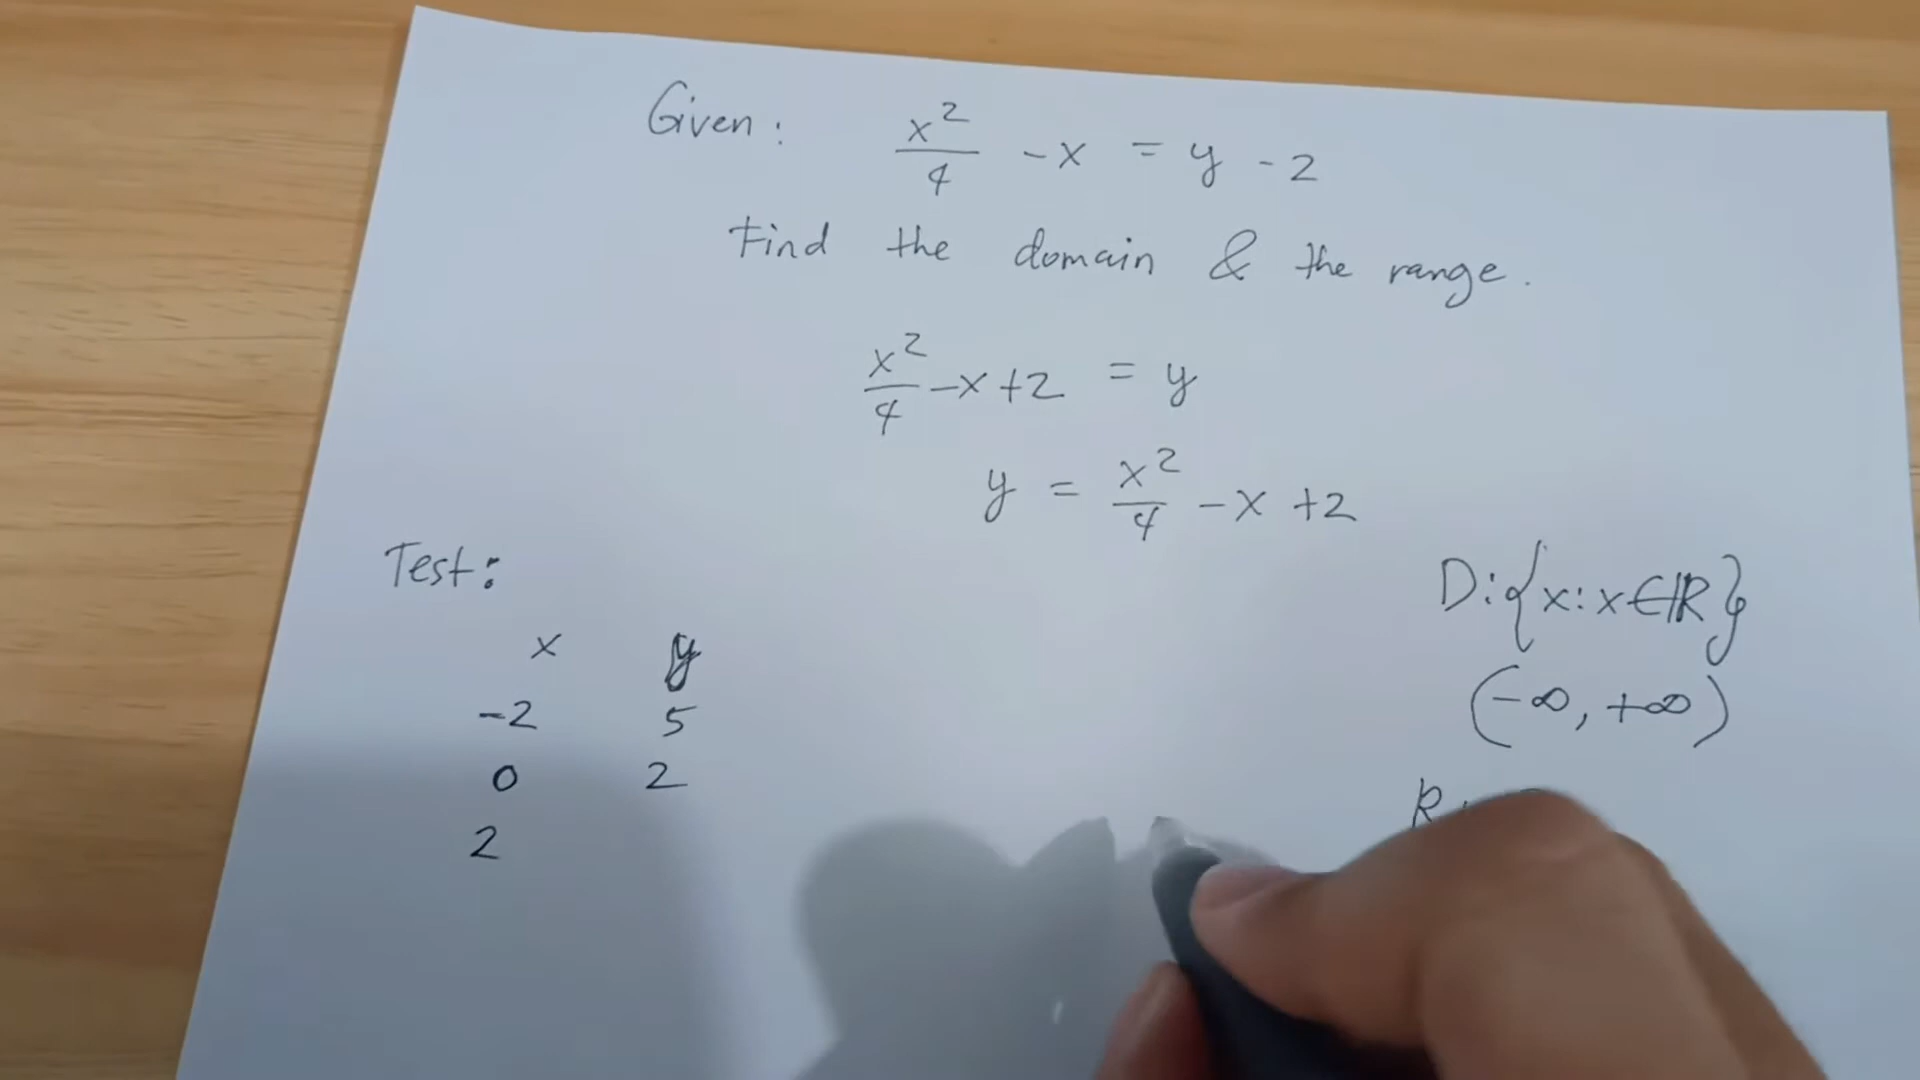 Given: x²/4 - x = y - 2
Find the domain & the range.
x²/4 - x + 2 = y
y = x²/4 - x + 2
Test:
x y
-2 5
0 2
2
D: {x: x∈ℝ}
(-∞, +∞)
R: